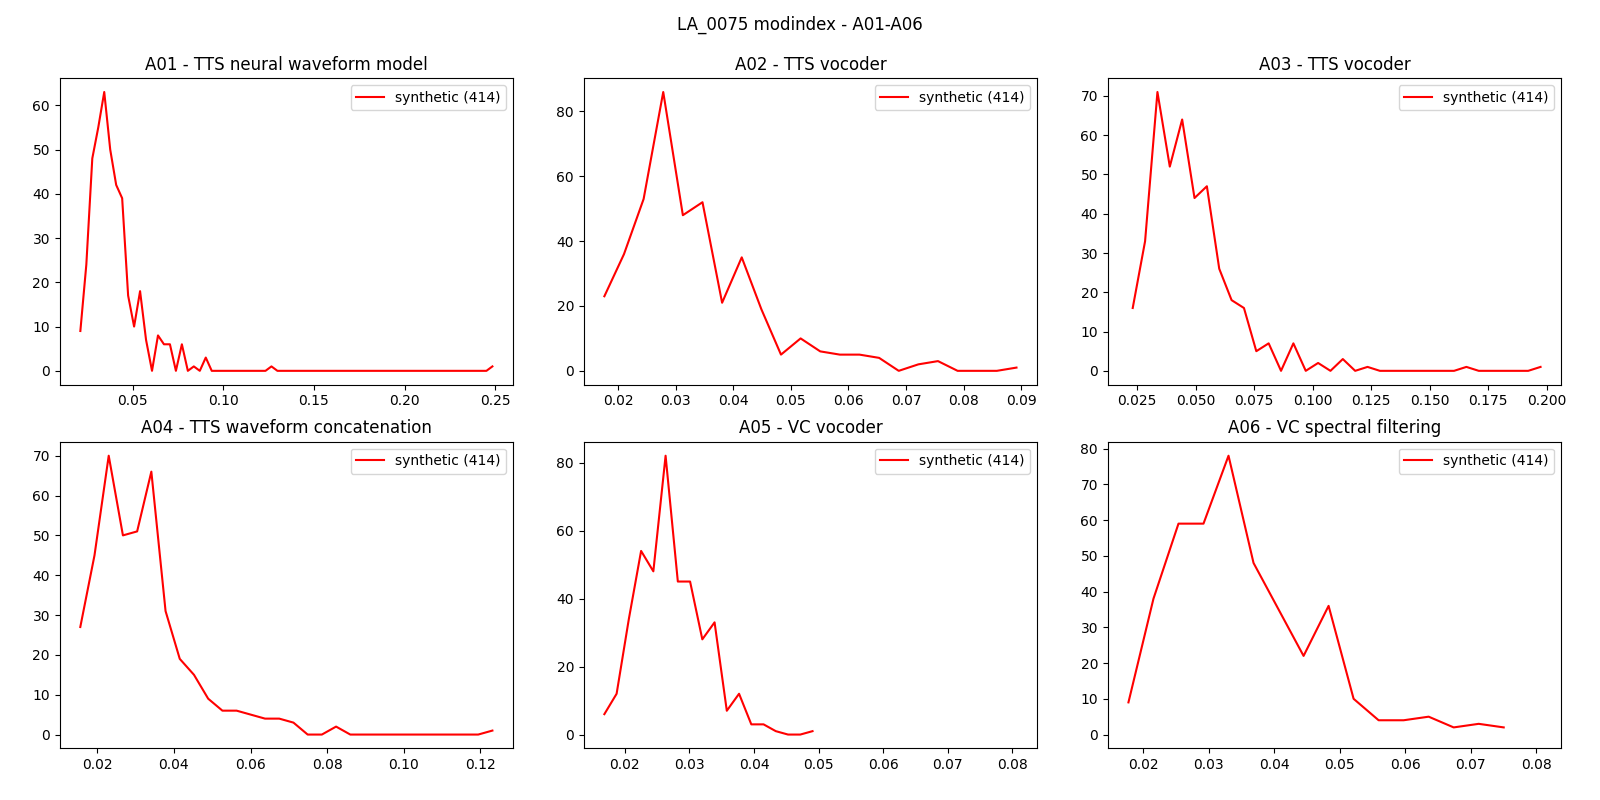 LA_0075 modindex - A01-A06
A01 - TTS neural waveform model
synthetic (414)
60
50
40
30
20
10
0
0.05 0.10 0.15 0.20 0.25
A02 - TTS vocoder
synthetic (414)
80
60
40
20
0
0.02 0.03 0.04 0.05 0.06 0.07 0.08 0.09
A03 - TTS vocoder
synthetic (414)
70
60
50
40
30
20
10
0
0.025 0.050 0.075 0.100 0.125 0.150 0.175 0.200
A04 - TTS waveform concatenation
synthetic (414)
70
60
50
40
30
20
10
0
0.02 0.04 0.06 0.08 0.10 0.12
A05 - VC vocoder
synthetic (414)
80
60
40
20
0
0.02 0.03 0.04 0.05 0.06 0.07 0.08
A06 - VC spectral filtering
synthetic (414)
80
70
60
50
40
30
20
10
0
0.02 0.03 0.04 0.05 0.06 0.07 0.08